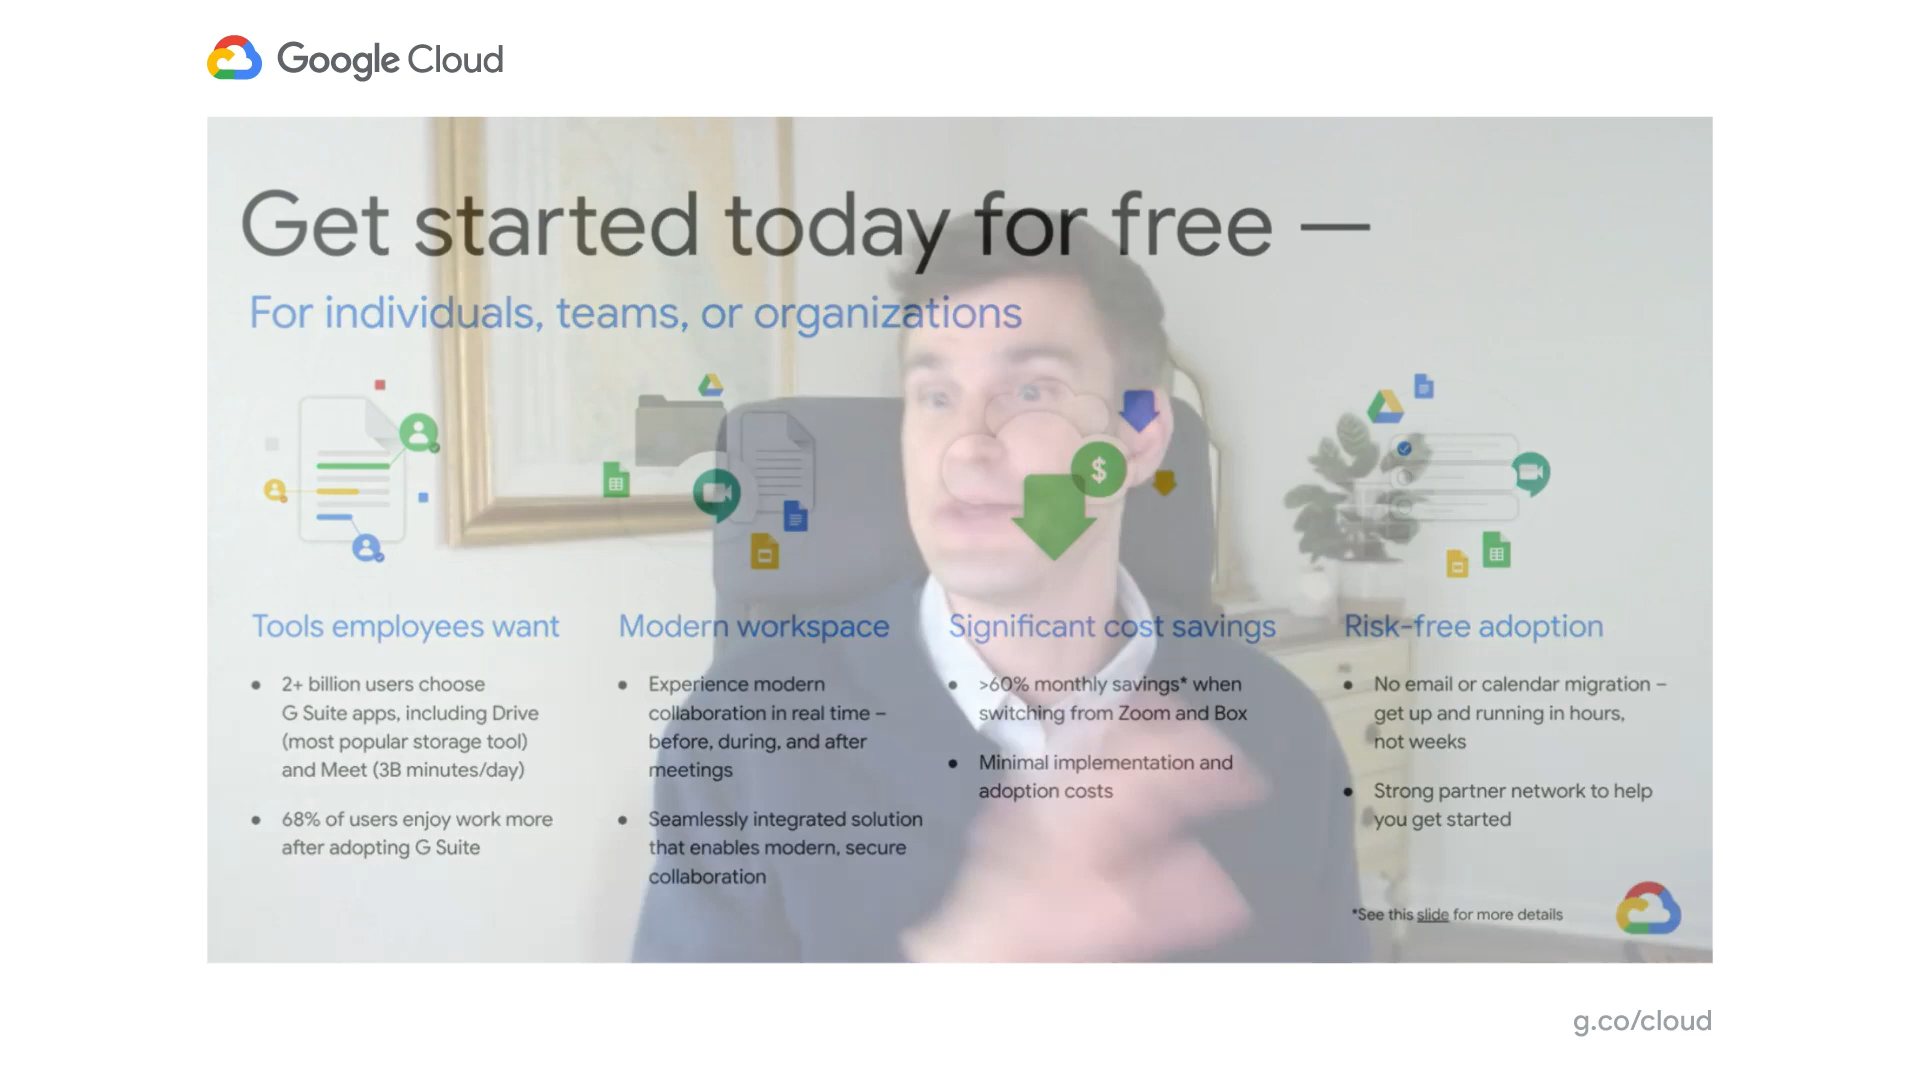 Google Cloud
Get started today for free —
For individuals, teams, or organizations
$
Tools employees want
• 2+ billion users choose
G Suite apps, including Drive
(most popular storage tool)
and Meet (3B minutes/day)
• 68% of users enjoy work more
after adopting G Suite
Modern workspace
• Experience modern
collaboration in real time –
before, during, and after
meetings
• Seamlessly integrated solution
that enables modern, secure
collaboration
Significant cost savings
• >60% monthly savings* when
switching from Zoom and Box
• Minimal implementation and
adoption costs
Risk-free adoption
• No email or calendar migration –
get up and running in hours,
not weeks
• Strong partner network to help
you get started
*See this slide for more details
g.co/cloud